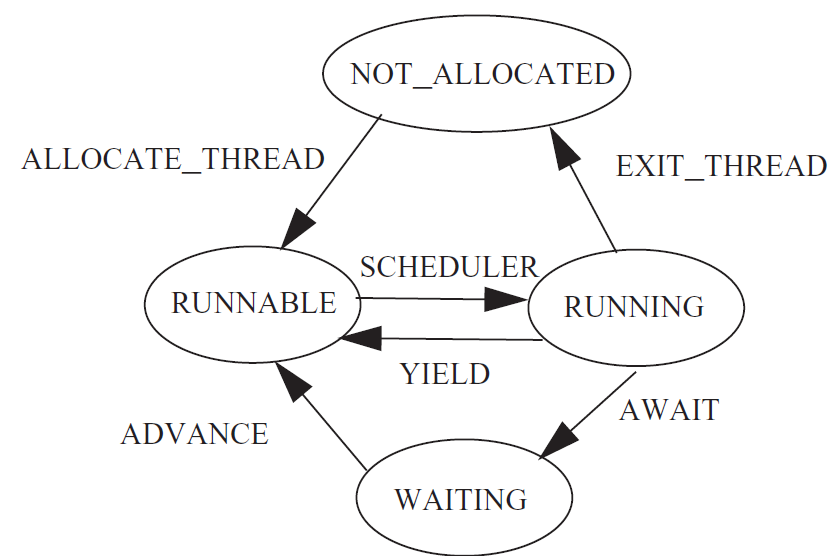 NOT_ALLOCATED
ALLOCATE_THREAD
EXIT_THREAD
SCHEDULER
RUNNABLE
RUNNING
YIELD
AWAIT
ADVANCE
WAITING